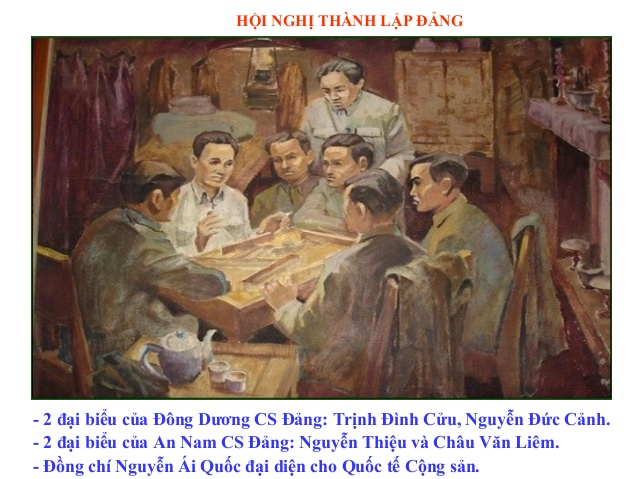 HỘI NGHỊ THÀNH LẬP ĐẢNG
- 2 đại biểu của Đông Dương CS Đảng: Trịnh Đình Cửu, Nguyễn Đức Cảnh.
- 2 đại biểu của An Nam CS Đảng: Nguyễn Thiệu và Châu Văn Liêm.
- Đồng chí Nguyễn Ái Quốc đại diện cho Quốc tế Cộng sản.